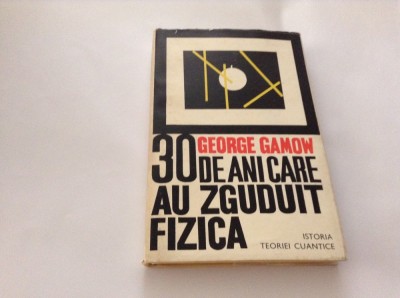 GEORGE GAMOW
30 DE ANI CARE
AU ZGUDUIT
FIZICA
ISTORIA
TEORIEI CUANTICE